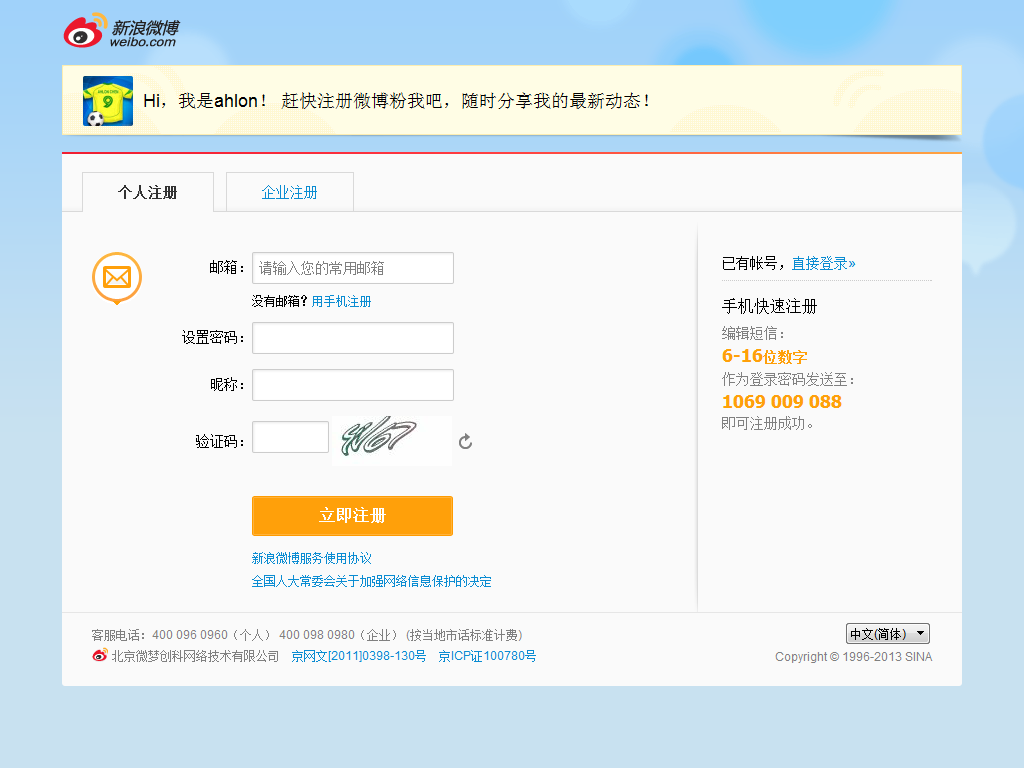 新浪微博
weibo.com
Hi，我是ahlon！ 赶快注册微博粉我吧，随时分享我的最新动态！
个人注册
企业注册
邮箱：
请输入您的常用邮箱
没有邮箱？用手机注册
设置密码：
昵称：
验证码：
立即注册
新浪微博服务使用协议
全国人大常委会关于加强网络信息保护的决定
已有帐号，直接登录»
手机快速注册
编辑短信：
6-16位数字
作为登录密码发送至：
1069 009 088
即可注册成功。
客服电话：400 096 0960（个人） 400 098 0980（企业） (按当地市话标准计费)
中文(简体)
北京微梦创科网络技术有限公司 京网文[2011]0398-130号 京ICP证100780号
Copyright © 1996-2013 SINA